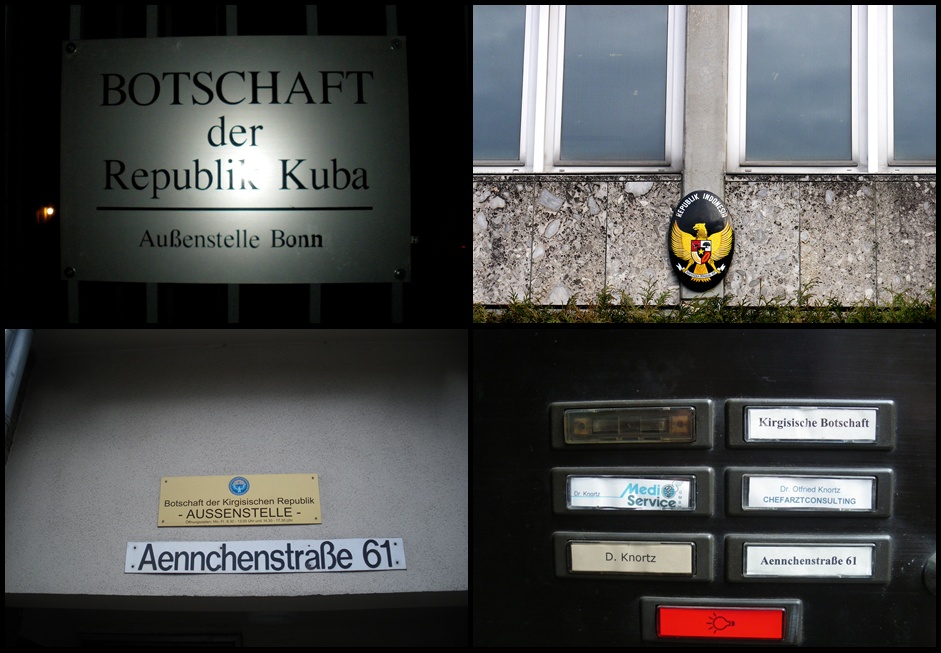 BOTSCHAFT
der
Republik Kuba
Außenstelle Bonn
REPUBLIK INDONESIA
Botschaft der Kirgisischen Republik
- AUSSENSTELLE -
Aennchenstraße 61
Kirgisische Botschaft
Dr. Knortz
Medi
Service
Dr. Otfried Knortz
CHEFARZTCONSULTING
D. Knortz
Aennchenstraße 61